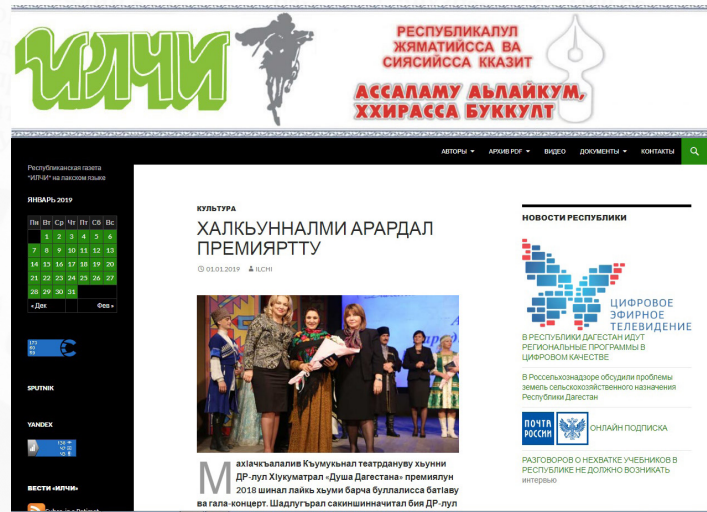 ИЛЧИ
РЕСПУБЛИКАЛУЛ
ЖЯМАТИЙССА ВА
СИЯСИЙССА ККАЗИТ
АССАЛАМУ АЬЛАЙКУМ,
ХХИРАССА БУККУЛТ
АВТОРЫ
АРХИВ PDF
ВИДЕО
ДОКУМЕНТЫ
КОНТАКТЫ
Республиканская газета
"ИЛЧИ" на лакском языке
ЯНВАРЬ 2019
Пн Вт Ср Чт Пт Сб Вс
1 2 3 4 5 6
7 8 9 10 11 12 13
14 15 16 17 18 19 20
21 22 23 24 25 26 27
28 29 30 31
« Дек Фев »
SPUTNIK
YANDEX
ВЕСТИ «ИЛЧИ»
КУЛЬТУРА
ХАЛКЬУННАЛМИ АРАРДАЛ
ПРЕМИЯРТТУ
01.01.2019 ILCHI
Махіачкъалалив Къумукьнал театрдануву хьунни
ДР-лул ХІукуматрал «Душа Дагестана» премиялун
2018 шинал лайкь хьуми барча буллалисса батІаву
ва гала-концерт. Шадлугърал сакиншинначитал бия ДР-лул
НОВОСТИ РЕСПУБЛИКИ
ЦИФРОВОЕ
ЭФИРНОЕ
ТЕЛЕВИДЕНИЕ
В РЕСПУБЛИКИ ДАГЕСТАН ИДУТ
РЕГИОНАЛЬНЫЕ ПРОГРАММЫ В
ЦИФРОВОМ КАЧЕСТВЕ
В Россельхознадзоре обсудили проблемы
земель сельскохозяйственного назначения
Республики Дагестан
ПОЧТА
РОССИИ
ОНЛАЙН ПОДПИСКА
РАЗГОВОРОВ О НЕХВАТКЕ УЧЕБНИКОВ В
РЕСПУБЛИКЕ НЕ ДОЛЖНО ВОЗНИКАТЬ
интервью